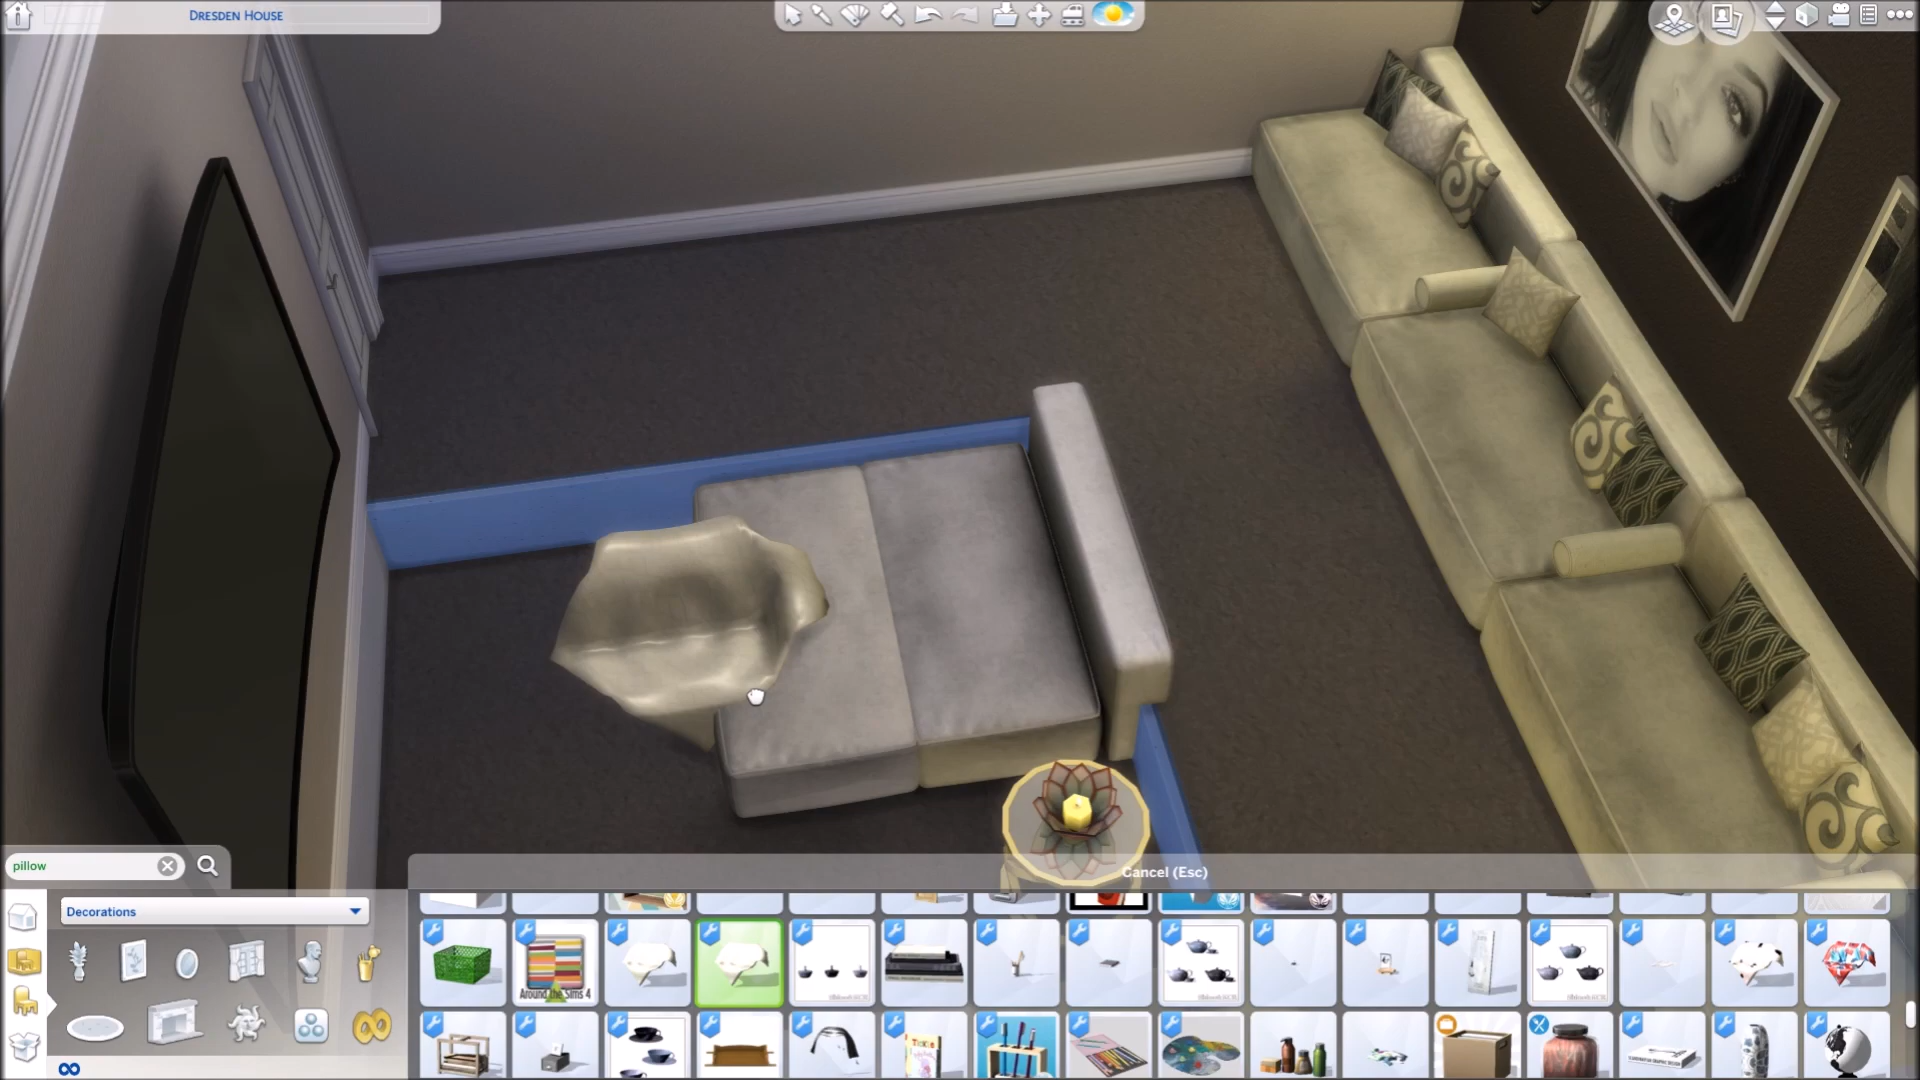 DRESDEN HOUSE
pillow
Cancel (Esc)
Decorations
Around the Sims 4